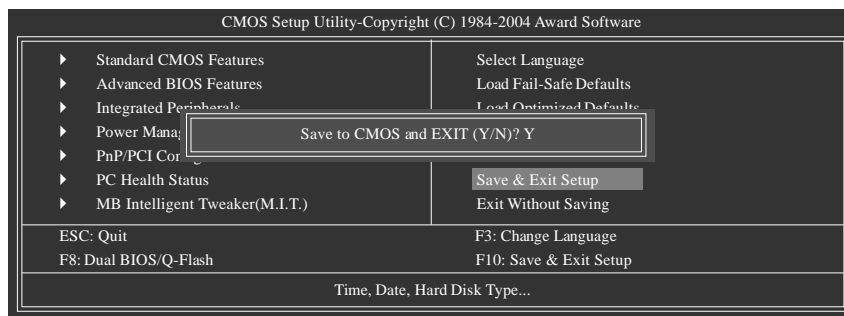 CMOS Setup Utility-Copyright (C) 1984-2004 Award Software
Standard CMOS Features
Advanced BIOS Features
Integrated Peripherals
Power
PnP/PCI
PC Health Status
MB Intelligent Tweaker(M.I.T.)
Select Language
Load Fail-Safe Defaults
Load Optimized Defaults
Save & Exit Setup
Exit Without Saving
Save to CMOS and EXIT (Y/N)? Y
ESC: Quit
F3: Change Language
F8: Dual BIOS/Q-Flash
F10: Save & Exit Setup
Time, Date, Hard Disk Type...